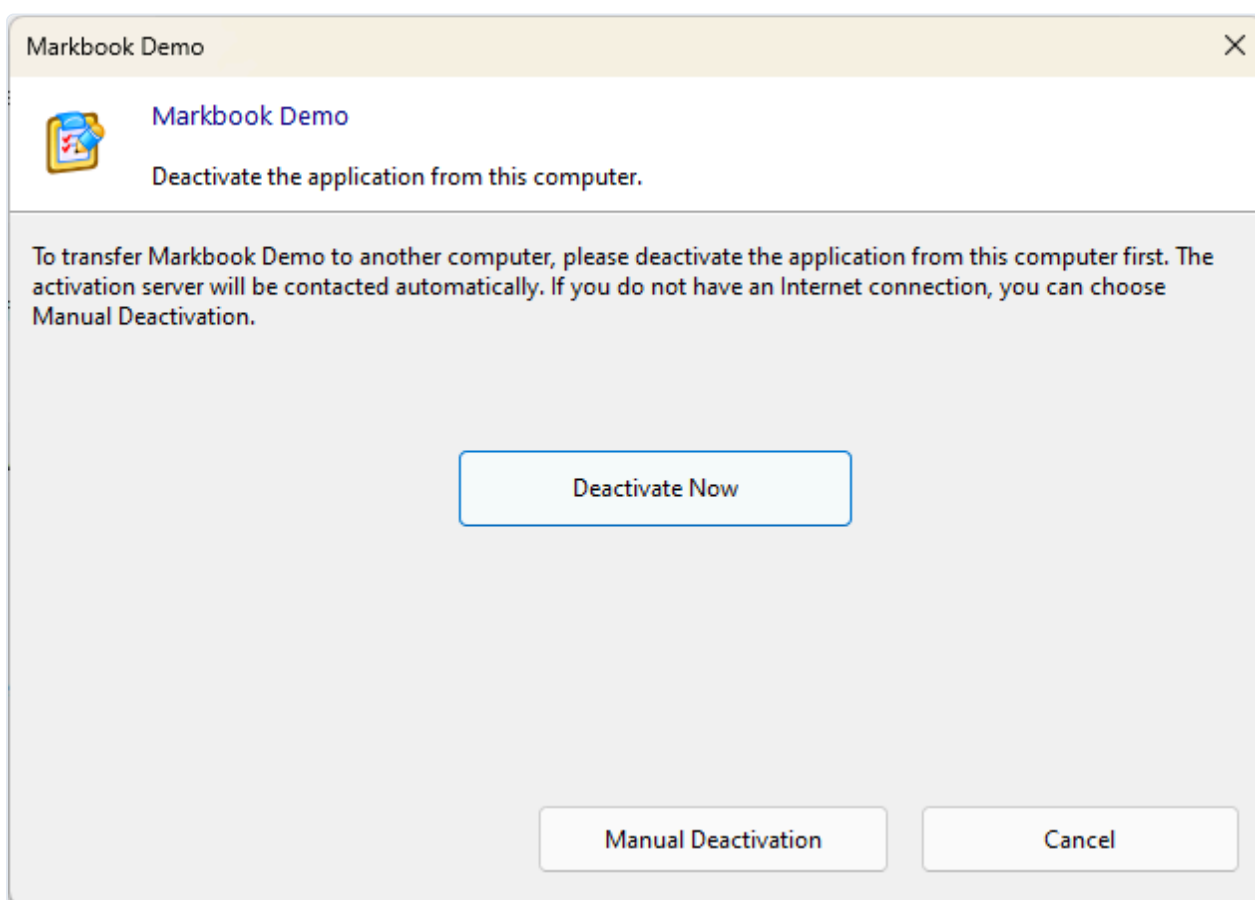 Markbook Demo
Markbook Demo
Deactivate the application from this computer.
To transfer Markbook Demo to another computer, please deactivate the application from this computer first. The
activation server will be contacted automatically. If you do not have an Internet connection, you can choose
Manual Deactivation.
Deactivate Now
Manual Deactivation
Cancel